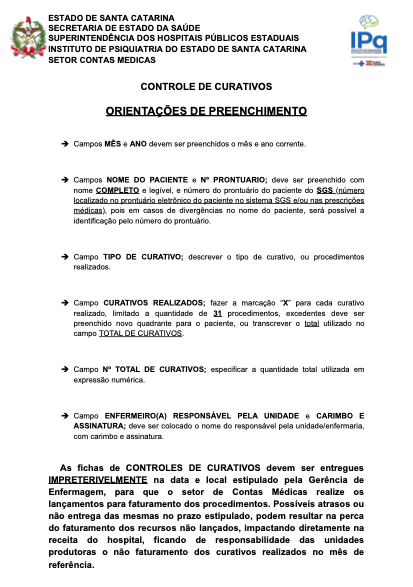 ESTADO DE SANTA CATARINA
SECRETARIA DE ESTADO DA SAÚDE
SUPERINTENDÊNCIA DOS HOSPITAIS PÚBLICOS ESTADUAIS
INSTITUTO DE PSIQUIATRIA DO ESTADO DE SANTA CATARINA
SETOR CONTAS MEDICAS
IPq
CONTROLE DE CURATIVOS
ORIENTAÇÕES DE PREENCHIMENTO
➔ Campos MÊS e ANO devem ser preenchidos o mês e ano corrente.
➔ Campos NOME DO PACIENTE e Nº PRONTUARIO; deve ser preenchido com
nome COMPLETO e legível, e número do prontuário do paciente do SGS (número
localizado no prontuário eletrônico do paciente no sistema SGS e/ou nas prescrições
médicas), pois em casos de divergências no nome do paciente, será possível a
identificação pelo número do prontuário.
➔ Campo TIPO DE CURATIVO; descrever o tipo de curativo, ou procedimentos
realizados.
➔ Campo CURATIVOS REALIZADOS; fazer a marcação "X" para cada curativo
realizado, limitado a quantidade de 31 procedimentos, excedentes deve ser
preenchido novo quadrante para o paciente, ou transcrever o total utilizado no
campo TOTAL DE CURATIVOS.
➔ Campo Nº TOTAL DE CURATIVOS; especificar a quantidade total utilizada em
expressão numérica.
➔ Campo ENFERMEIRO(A) RESPONSÁVEL PELA UNIDADE e CARIMBO E
ASSINATURA; deve ser colocado o nome do responsável pela unidade/enfermaria,
com carimbo e assinatura.
As fichas de CONTROLES DE CURATIVOS devem ser entregues
IMPRETERIVELMENTE na data e local estipulado pela Gerência de
Enfermagem, para que o setor de Contas Médicas realize os
lançamentos para faturamento dos procedimentos. Possíveis atrasos ou
não entrega das mesmas no prazo estipulado, podem resultar na perca
do faturamento dos recursos não lançados, impactando diretamente na
receita do hospital, ficando de responsabilidade das unidades
produtoras o não faturamento dos curativos realizados no mês de
referência.